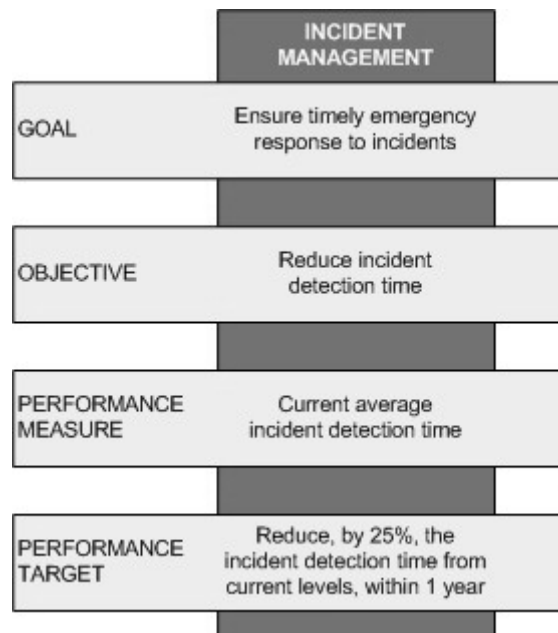 INCIDENT
MANAGEMENT
GOAL
Ensure timely emergency
response to incidents
OBJECTIVE
Reduce incident
detection time
PERFORMANCE
MEASURE
Current average
incident detection time
PERFORMANCE
TARGET
Reduce, by 25%, the
incident detection time from
current levels, within 1 year